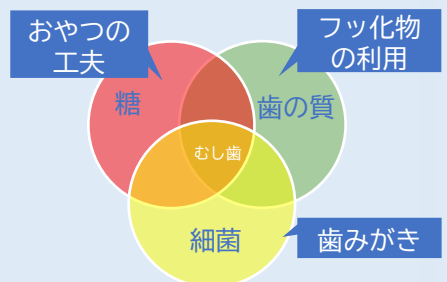 おやつの
工夫
フッ化物
の利用
糖
歯の質
むし歯
細菌
歯みがき